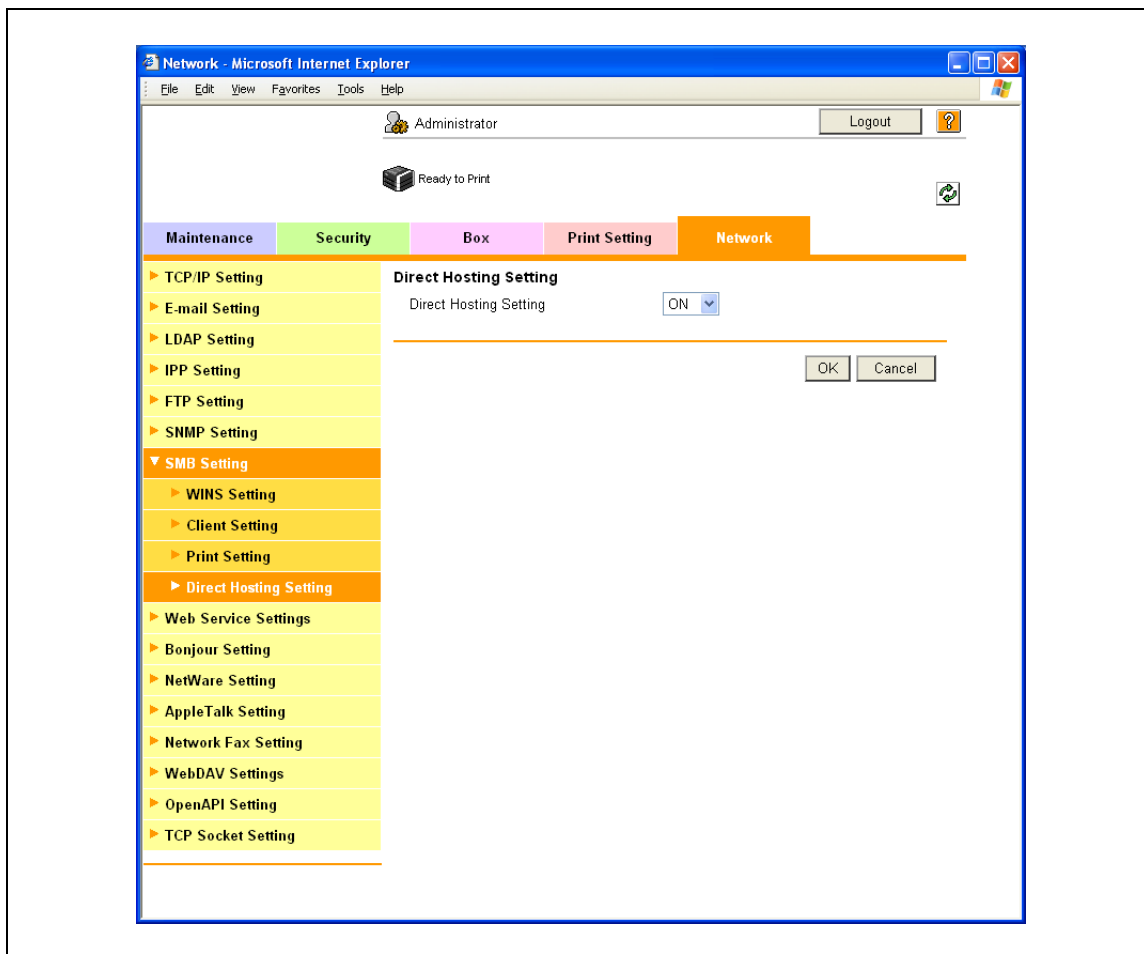 Network - Microsoft Internet Explorer
File Edit View Favorites Tools Help
Administrator
Logout
?
Ready to Print
Maintenance Security Box Print Setting Network
TCP/IP Setting
E-mail Setting
LDAP Setting
IPP Setting
FTP Setting
SNMP Setting
SMB Setting
WINS Setting
Client Setting
Print Setting
Direct Hosting Setting
Web Service Settings
Bonjour Setting
NetWare Setting
AppleTalk Setting
Network Fax Setting
WebDAV Settings
OpenAPI Setting
TCP Socket Setting
Direct Hosting Setting
Direct Hosting Setting ON
OK Cancel